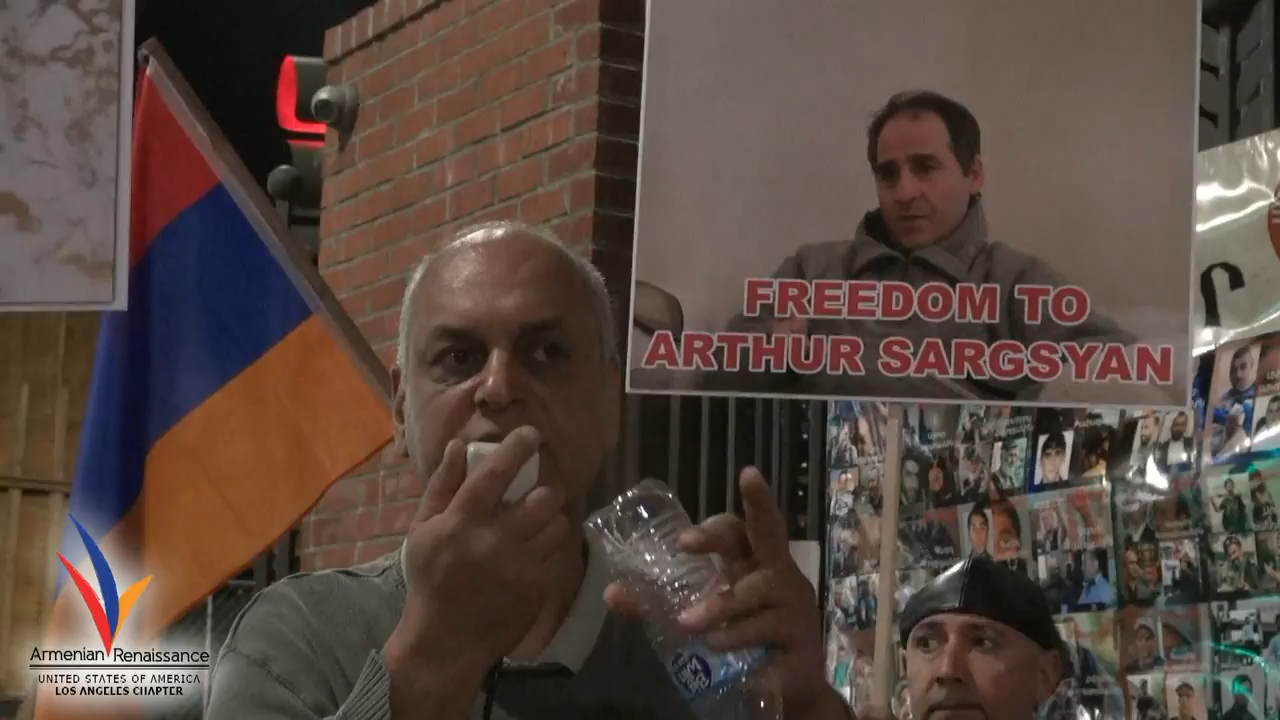 FREEDOM TO
ARTHUR SARGSYAN
Armenian Renaissance
UNITED STATES OF AMERICA
LOS ANGELES CHAPTER